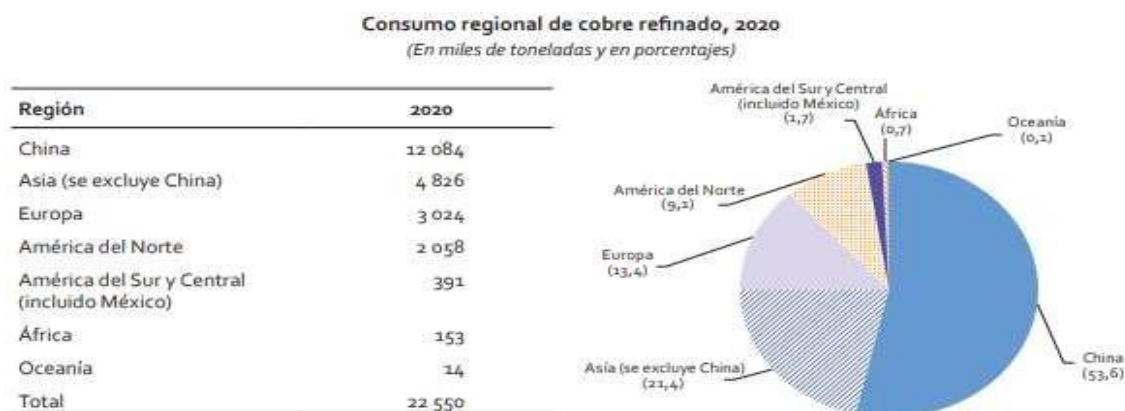 Consumo regional de cobre refinado, 2020
(En miles de toneladas y en porcentajes)
Región 2020
China 12 084
Asia (se excluye China) 4 826
Europa 3 024
América del Norte 2 058
América del Sur y Central
(incluido México) 391
África 153
Oceanía 14
Total 22 550
América del Sur y Central
(incluido México)
(1,7)
África
(0,7)
Oceanía
(0,1)
América del Norte
(9,1)
Europa
(13,4)
Asía (se excluye China)
(21,4)
China
(53,6)